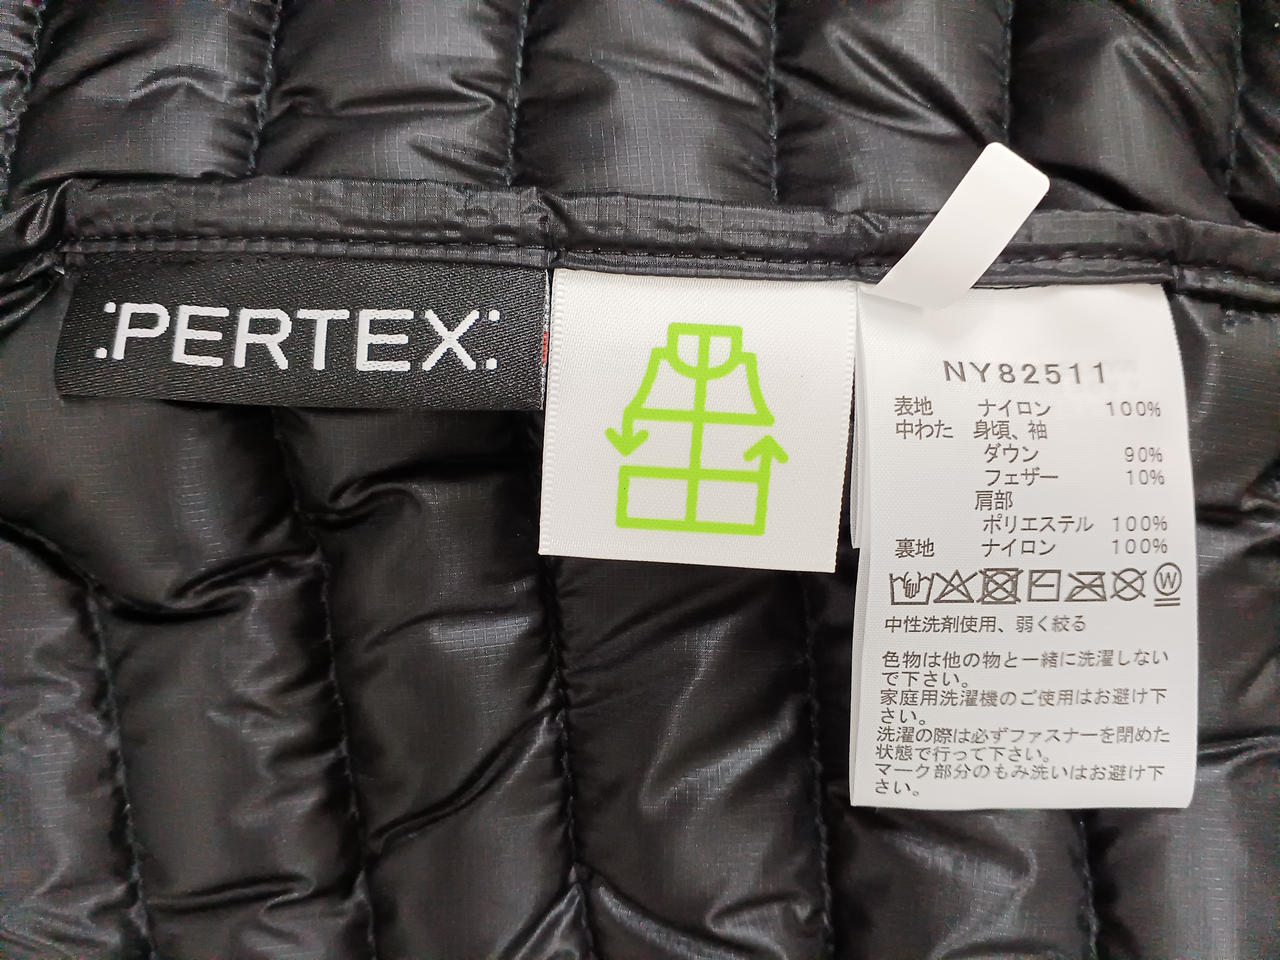 :PERTEX:
NY82511
表地 ナイロン 100%
中わた 身頃、袖
ダウン 90%
フェザー 10%
肩部
ポリエステル 100%
裏地 ナイロン 100%
W
中性洗剤使用、弱く絞る
色物は他の物と一緒に洗濯しない
で下さい。
家庭用洗濯機のご使用はお避け下
さい。
洗濯の際は必ずファスナーを閉めた
状態で行って下さい。
マーク部分のもみ洗いはお避け下
さい。